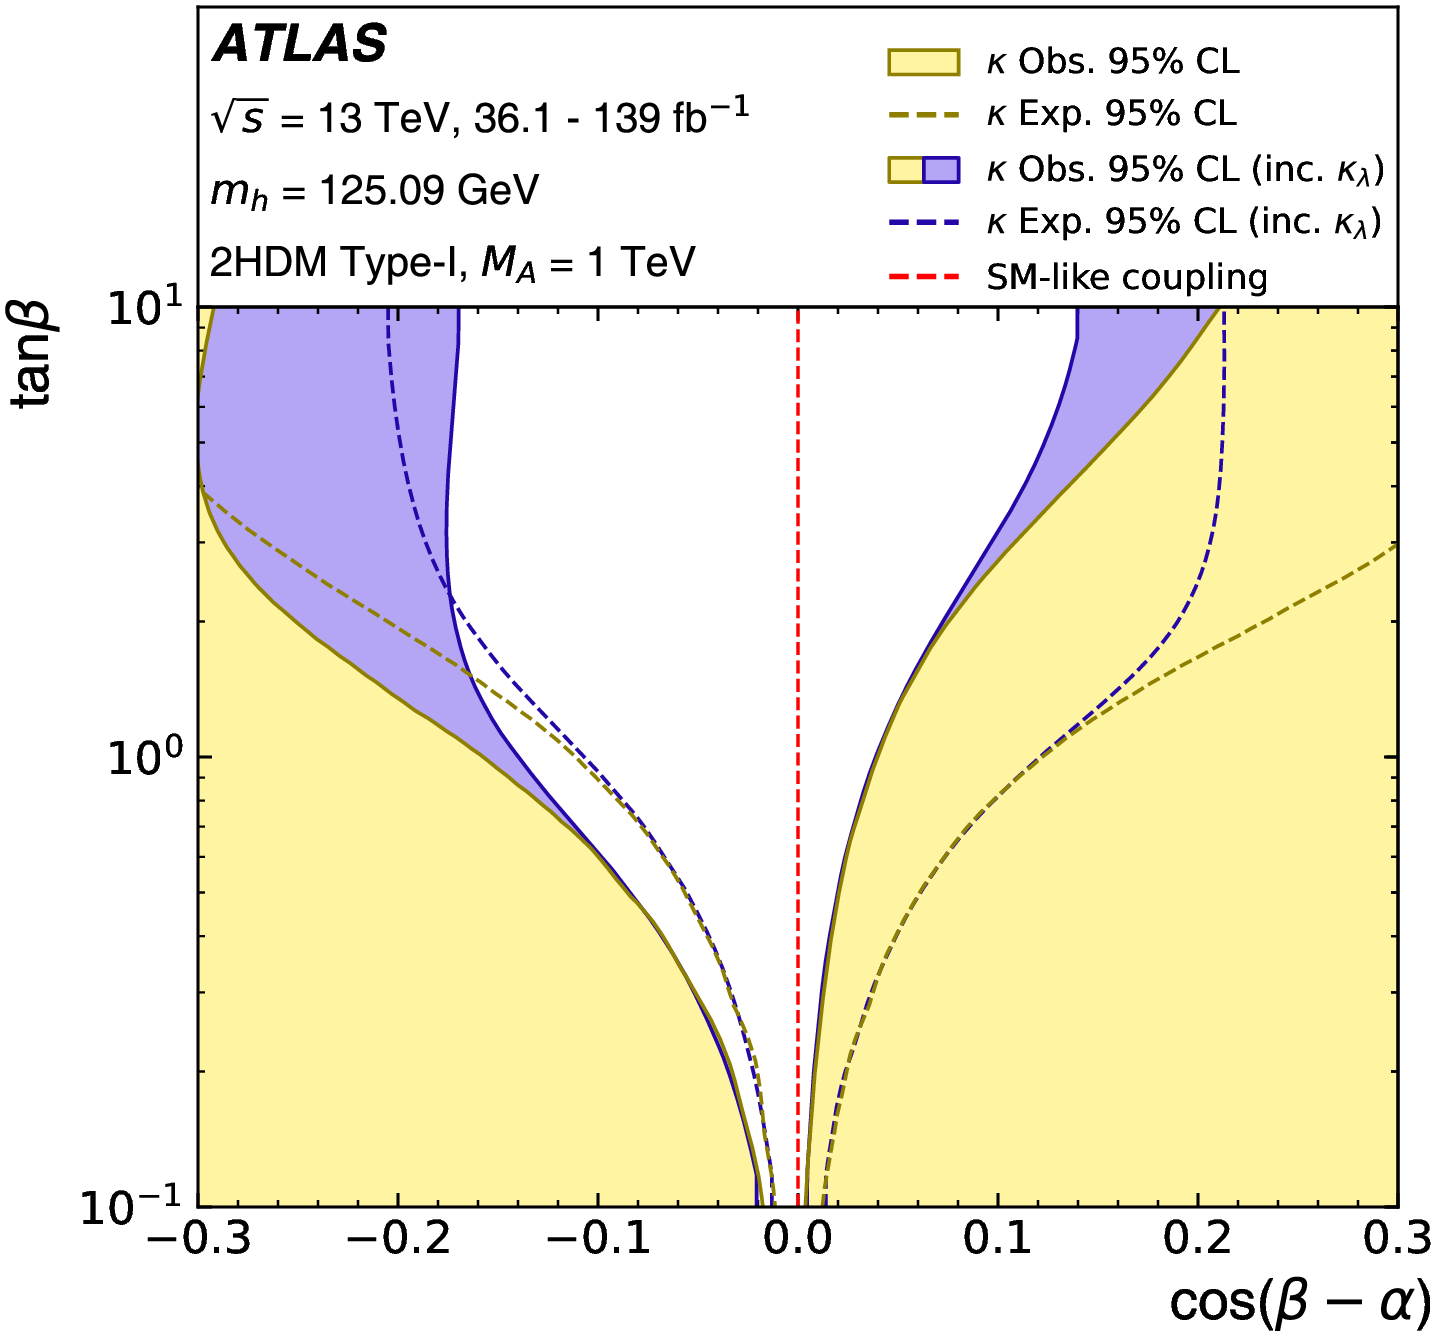 ATLAS
√s = 13 TeV, 36.1 - 139 fb⁻¹
m_h = 125.09 GeV
2HDM Type-I, M_A = 1 TeV
κ Obs. 95% CL
κ Exp. 95% CL
κ Obs. 95% CL (inc. κ_λ)
κ Exp. 95% CL (inc. κ_λ)
SM-like coupling
tanβ
10¹
10⁰
10⁻¹
−0.3 −0.2 −0.1 0.0 0.1 0.2 0.3
cos(β − α)